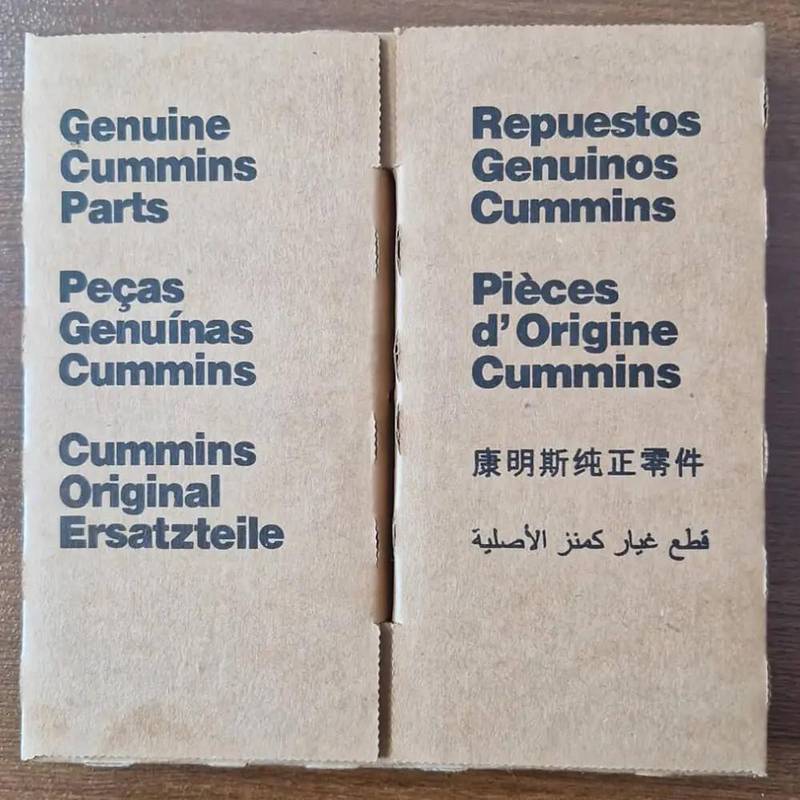 Genuine
Cummins
Parts
Peças
Genuínas
Cummins
Cummins
Original
Ersatzteile
Repuestos
Genuinos
Cummins
Pièces
d'Origine
Cummins
康明斯纯正零件
قطع غيار كمنز الأصلية